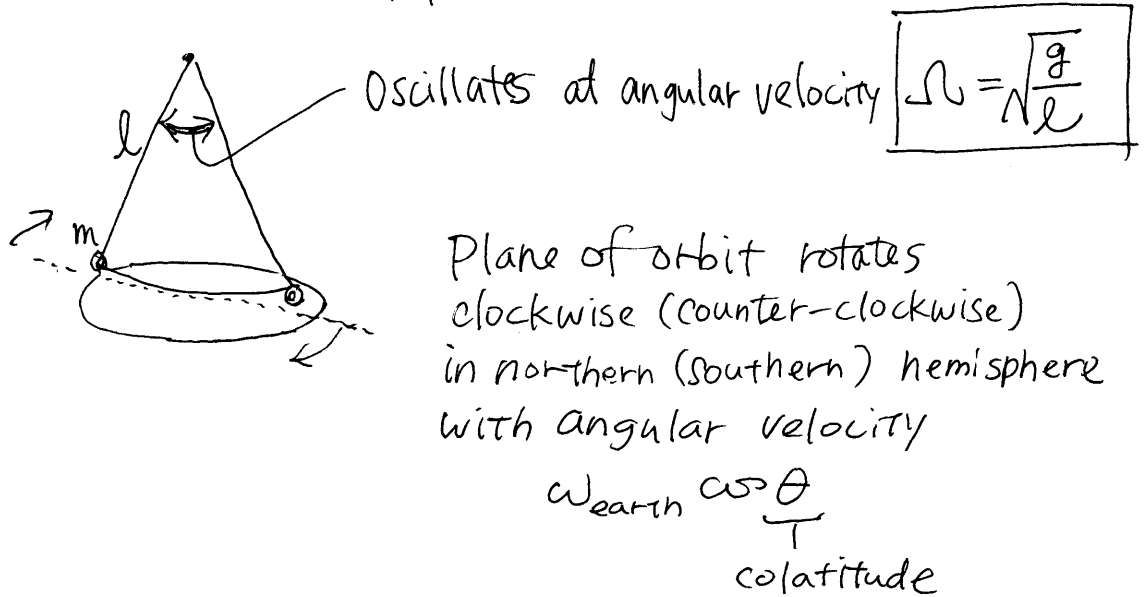 Oscillates at angular velocity Ω = √(g/l)
l
m
Plane of orbit rotates
clockwise (counter-clockwise)
in northern (southern) hemisphere
with angular velocity
ω earth cos θ
colatitude